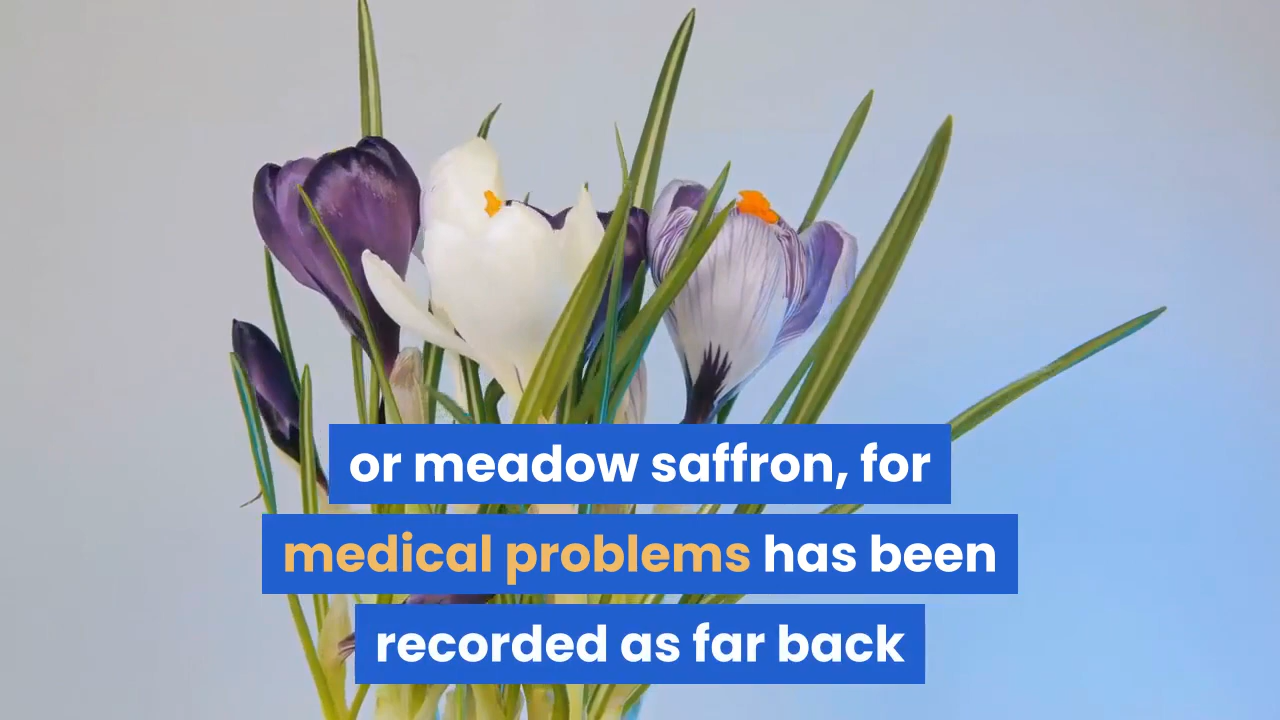 or meadow saffron, for
medical problems has been
recorded as far back